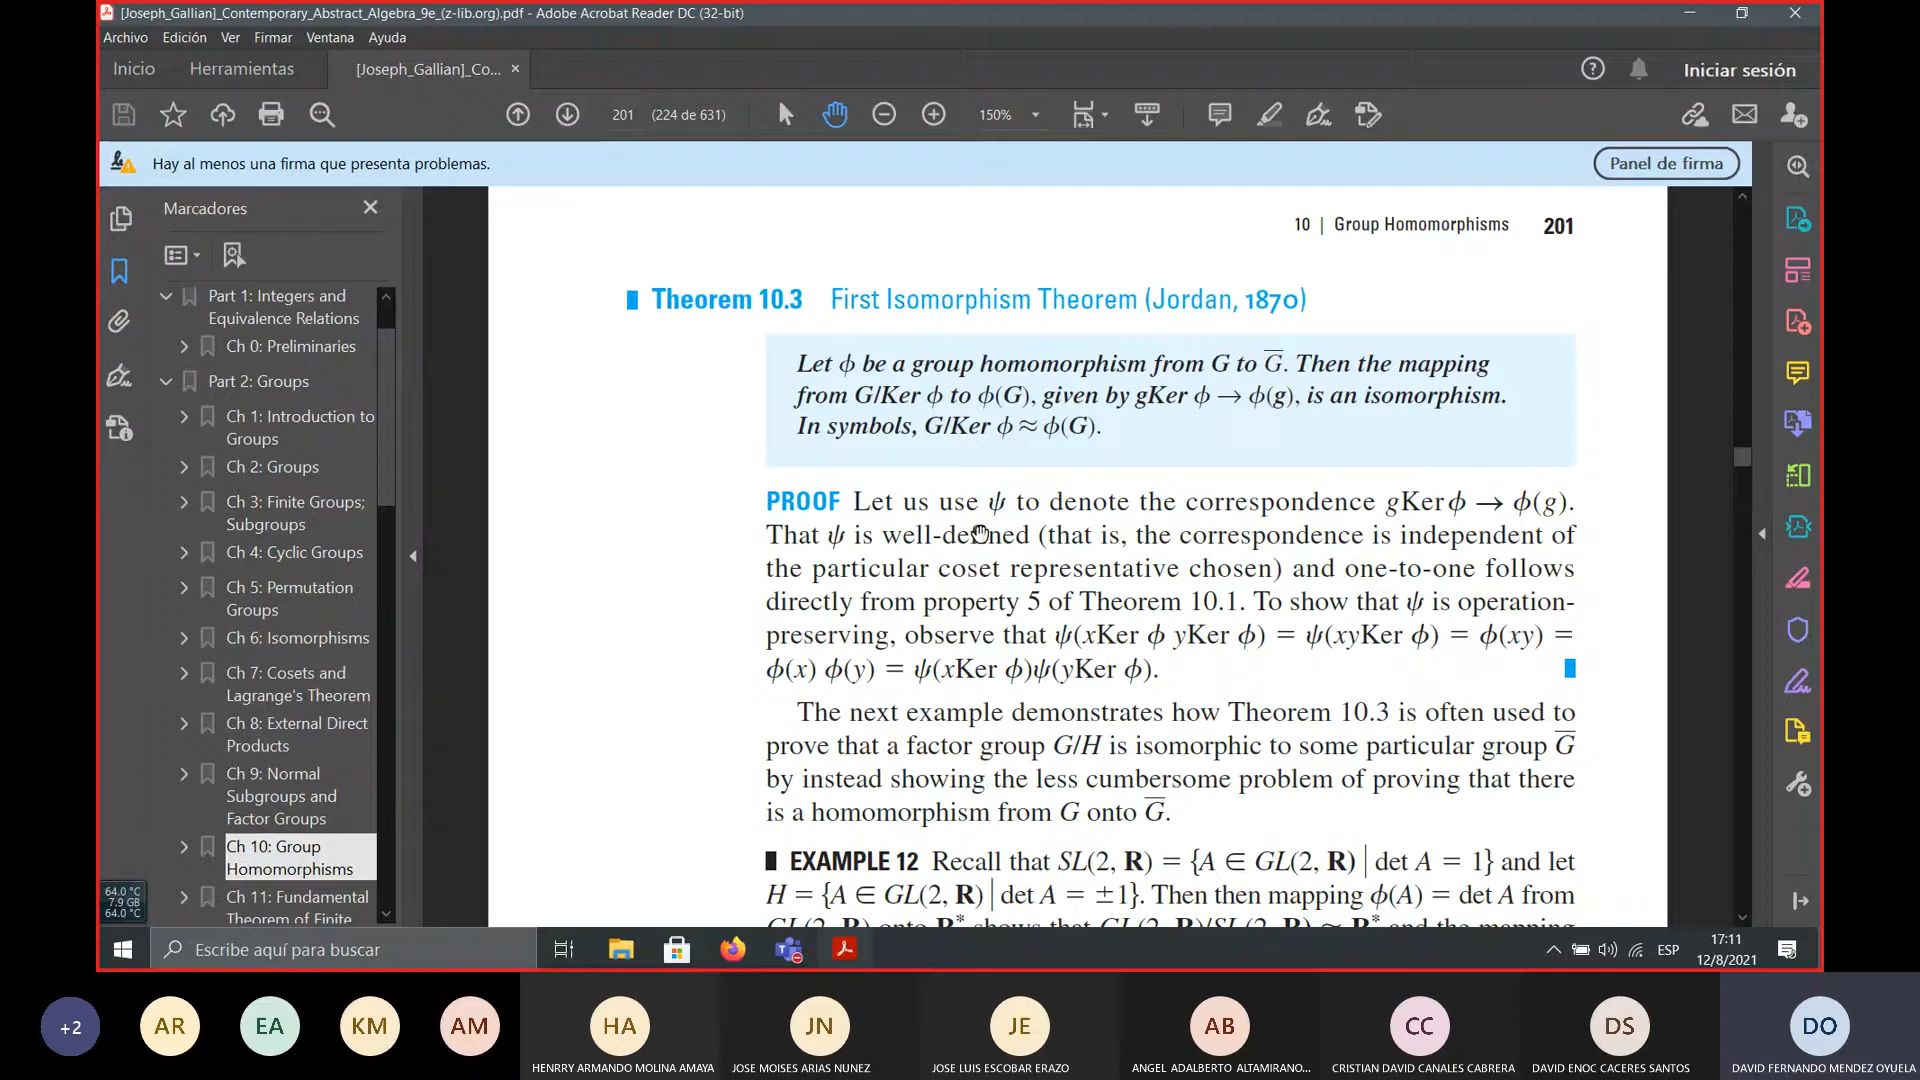 [Joseph_Gallian]_Contemporary_Abstract_Algebra_9e_(z-lib.org).pdf - Adobe Acrobat Reader DC (32-bit)
Archivo Edición Ver Firmar Ventana Ayuda
Inicio Herramientas [Joseph_Gallian]_Co... × Iniciar sesión
201 (224 de 631) 150%
Hay al menos una firma que presenta problemas. Panel de firma
Marcadores
Part 1: Integers and
Equivalence Relations
Ch 0: Preliminaries
Part 2: Groups
Ch 1: Introduction to
Groups
Ch 2: Groups
Ch 3: Finite Groups;
Subgroups
Ch 4: Cyclic Groups
Ch 5: Permutation
Groups
Ch 6: Isomorphisms
Ch 7: Cosets and
Lagrange's Theorem
Ch 8: External Direct
Products
Ch 9: Normal
Subgroups and
Factor Groups
Ch 10: Group
Homomorphisms
Ch 11: Fundamental
Theorem of Finite
10 | Group Homomorphisms 201
Theorem 10.3 First Isomorphism Theorem (Jordan, 1870)
Let ϕ be a group homomorphism from G to G̅. Then the mapping
from G/Ker ϕ to ϕ(G), given by gKer ϕ → ϕ(g), is an isomorphism.
In symbols, G/Ker ϕ ≈ ϕ(G).
PROOF Let us use ψ to denote the correspondence gKer ϕ → ϕ(g).
That ψ is well-defined (that is, the correspondence is independent of
the particular coset representative chosen) and one-to-one follows
directly from property 5 of Theorem 10.1. To show that ψ is operation-
preserving, observe that ψ(xKer ϕ yKer ϕ) = ψ(xyKer ϕ) = ϕ(xy) =
ϕ(x) ϕ(y) = ψ(xKer ϕ)ψ(yKer ϕ).
The next example demonstrates how Theorem 10.3 is often used to
prove that a factor group G/H is isomorphic to some particular group G̅
by instead showing the less cumbersome problem of proving that there
is a homomorphism from G onto G̅.
EXAMPLE 12 Recall that SL(2, R) = {A ∈ GL(2, R) | det A = 1} and let
H = {A ∈ GL(2, R) | det A = ±1}. Then then mapping ϕ(A) = det A from
GL(2, R) onto R* shows that GL(2, R)/SL(2, R) ≈ R* and the mapping
64.0 °C
7.9 GB
64.0 °C
Escribe aquí para buscar
ESP
17:11
12/8/2021
+2 AR EA KM AM HA JN JE AB CC DS DO
HENRRY ARMANDO MOLINA AMAYA JOSE MOISES ARIAS NUNEZ JOSE LUIS ESCOBAR ERAZO ANGEL ADALBERTO ALTAMIRANO... CRISTIAN DAVID CANALES CABRERA DAVID ENOC CACERES SANTOS DAVID FERNANDO MENDEZ OYUELA